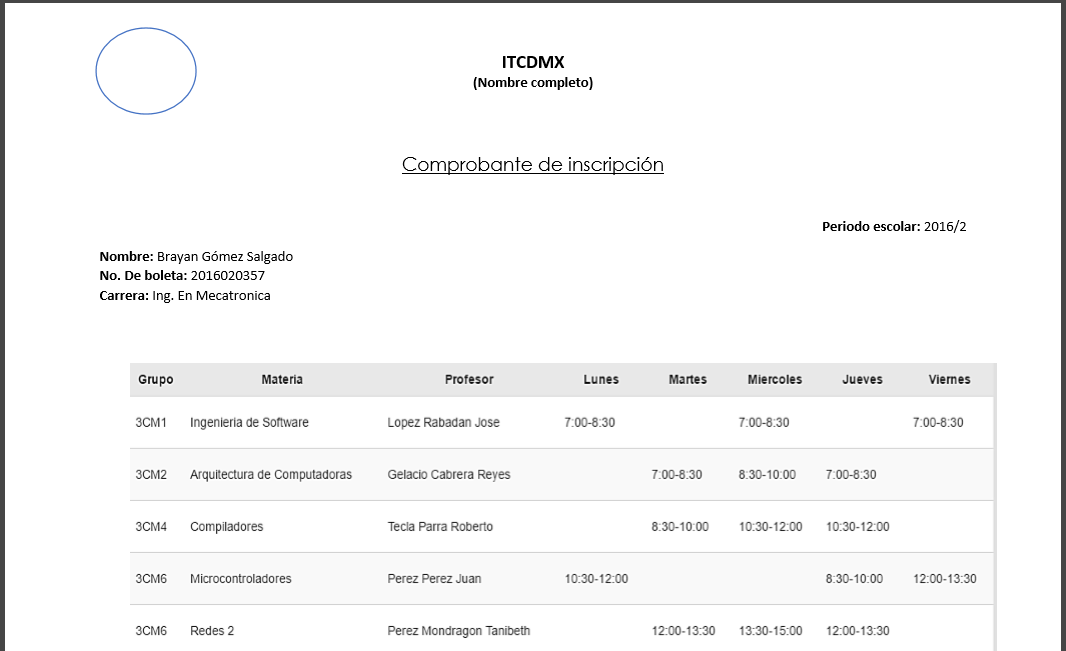 ITCDMX
(Nombre completo)
Comprobante de inscripción
Periodo escolar: 2016/2
Nombre: Brayan Gómez Salgado
No. De boleta: 2016020357
Carrera: Ing. En Mecatronica
Grupo Materia Profesor Lunes Martes Miercoles Jueves Viernes
3CM1 Ingenieria de Software Lopez Rabadan Jose 7:00-8:30 7:00-8:30 7:00-8:30
3CM2 Arquitectura de Computadoras Gelacio Cabrera Reyes 7:00-8:30 8:30-10:00 7:00-8:30
3CM4 Compiladores Tecla Parra Roberto 8:30-10:00 10:30-12:00 10:30-12:00
3CM6 Microcontroladores Perez Perez Juan 10:30-12:00 8:30-10:00 12:00-13:30
3CM6 Redes 2 Perez Mondragon Tanibeth 12:00-13:30 13:30-15:00 12:00-13:30